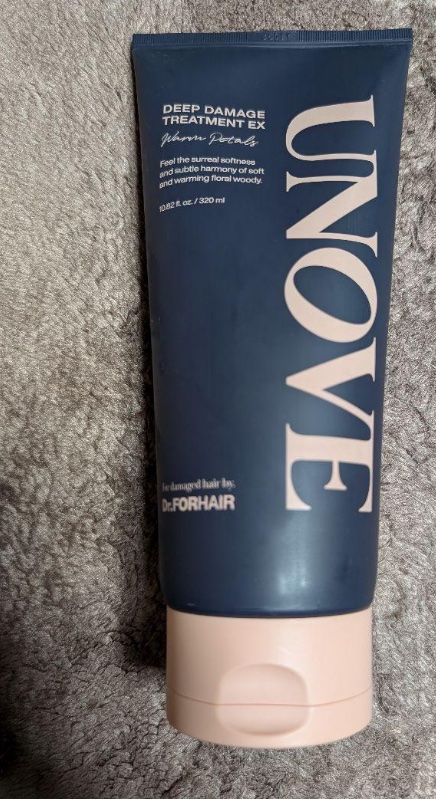 DEEP DAMAGE
TREATMENT EX
Warm Petals
Feel the surreal softness
and subtle harmony of soft
and warming floral woody.
10.82 fl. oz. / 320 ml
UNOVE
For damaged hair by.
Dr.FORHAIR